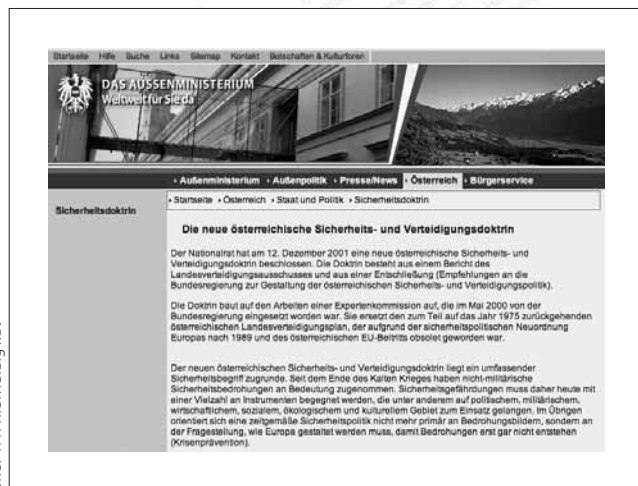 Startseite Hilfe Suche Links Sitemap Kontakt Botschaften & Kulturforen
DAS AUSSENMINISTERIUM
Weltweit für Sie da
Außenministerium Außenpolitik Presse/News Österreich Bürgerservice
Startseite Österreich Staat und Politik Sicherheitsdoktrin
Sicherheitsdoktrin
Die neue österreichische Sicherheits- und Verteidigungsdoktrin
Der Nationalrat hat am 12. Dezember 2001 eine neue österreichische Sicherheits- und
Verteidigungsdoktrin beschlossen. Die Doktrin besteht aus einem Bericht des
Landesverteidigungsausschusses und aus einer Entschließung (Empfehlungen an die
Bundesregierung zur Gestaltung der österreichischen Sicherheits- und Verteidigungspolitik).
Die Doktrin baut auf den Arbeiten einer Expertenkommission auf, die im Mai 2000 von der
Bundesregierung eingesetzt worden war. Sie ersetzt den zum Teil auf das Jahr 1975 zurückgehenden
österreichischen Landesverteidigungsplan, der aufgrund der sicherheitspolitischen Neuordnung
Europas nach 1989 und des österreichischen EU-Beitritts obsolet geworden war.
Der neuen österreichischen Sicherheits- und Verteidigungsdoktrin liegt ein umfassender
Sicherheitsbegriff zugrunde. Seit dem Ende des Kalten Krieges haben nicht-militärische
Sicherheitsbedrohungen an Bedeutung zugenommen. Sicherheitsgefährdungen muss daher heute mit
einer Vielzahl an Instrumenten begegnet werden, die unter anderem auf politischem, militärischem,
wirtschaftlichem, sozialem, ökologischem und kulturellem Gebiet zum Einsatz gelangen. Im Übrigen
orientiert sich eine zeitgemäße Sicherheitspolitik nicht mehr primär an Bedrohungsbildern, sondern an
der Fragestellung, wie Europa gestaltet werden muss, damit Bedrohungen erst gar nicht entstehen
(Krisenprävention).